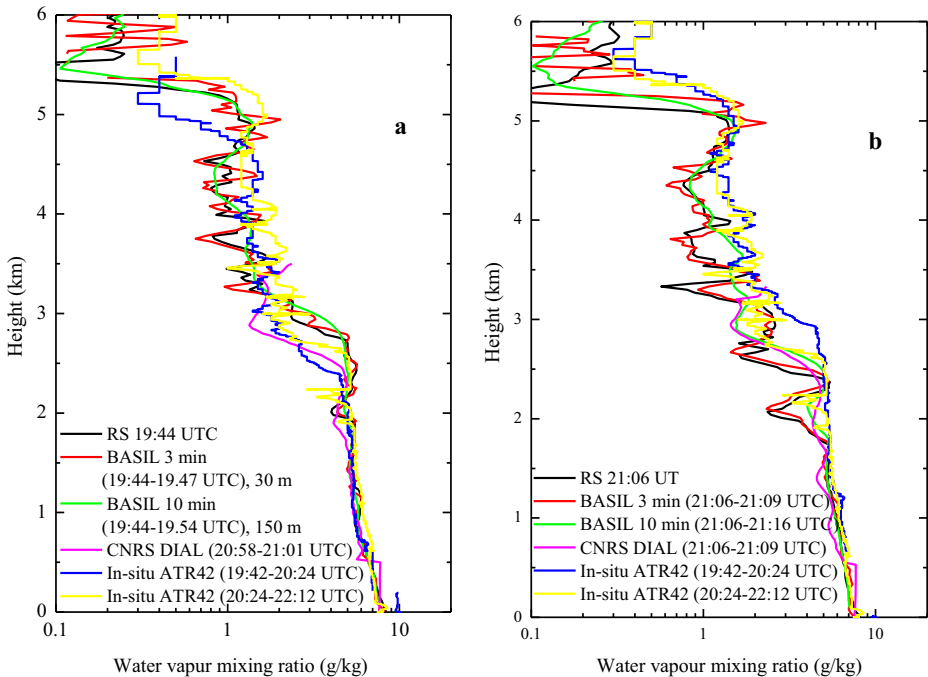 6
5
4
3
2
1
0
Height (km)
a
RS 19:44 UTC
BASIL 3 min
(19:44-19.47 UTC), 30 m
BASIL 10 min
(19:44-19.54 UTC), 150 m
CNRS DIAL (20:58-21:01 UTC)
In-situ ATR42 (19:42-20:24 UTC)
In-situ ATR42 (20:24-22:12 UTC)
0.1 1 10
Water vapur mixing ratio (g/kg)
6
5
4
3
2
1
0
Height (km)
b
RS 21:06 UT
BASIL 3 min (21:06-21:09 UTC)
BASIL 10 min (21:06-21:16 UTC)
CNRS DIAL (21:06-21:09 UTC)
In-situ ATR42 (19:42-20:24 UTC)
In-situ ATR42 (20:24-22:12 UTC)
0.1 1 10
Water vapour mixing ratio (g/kg)